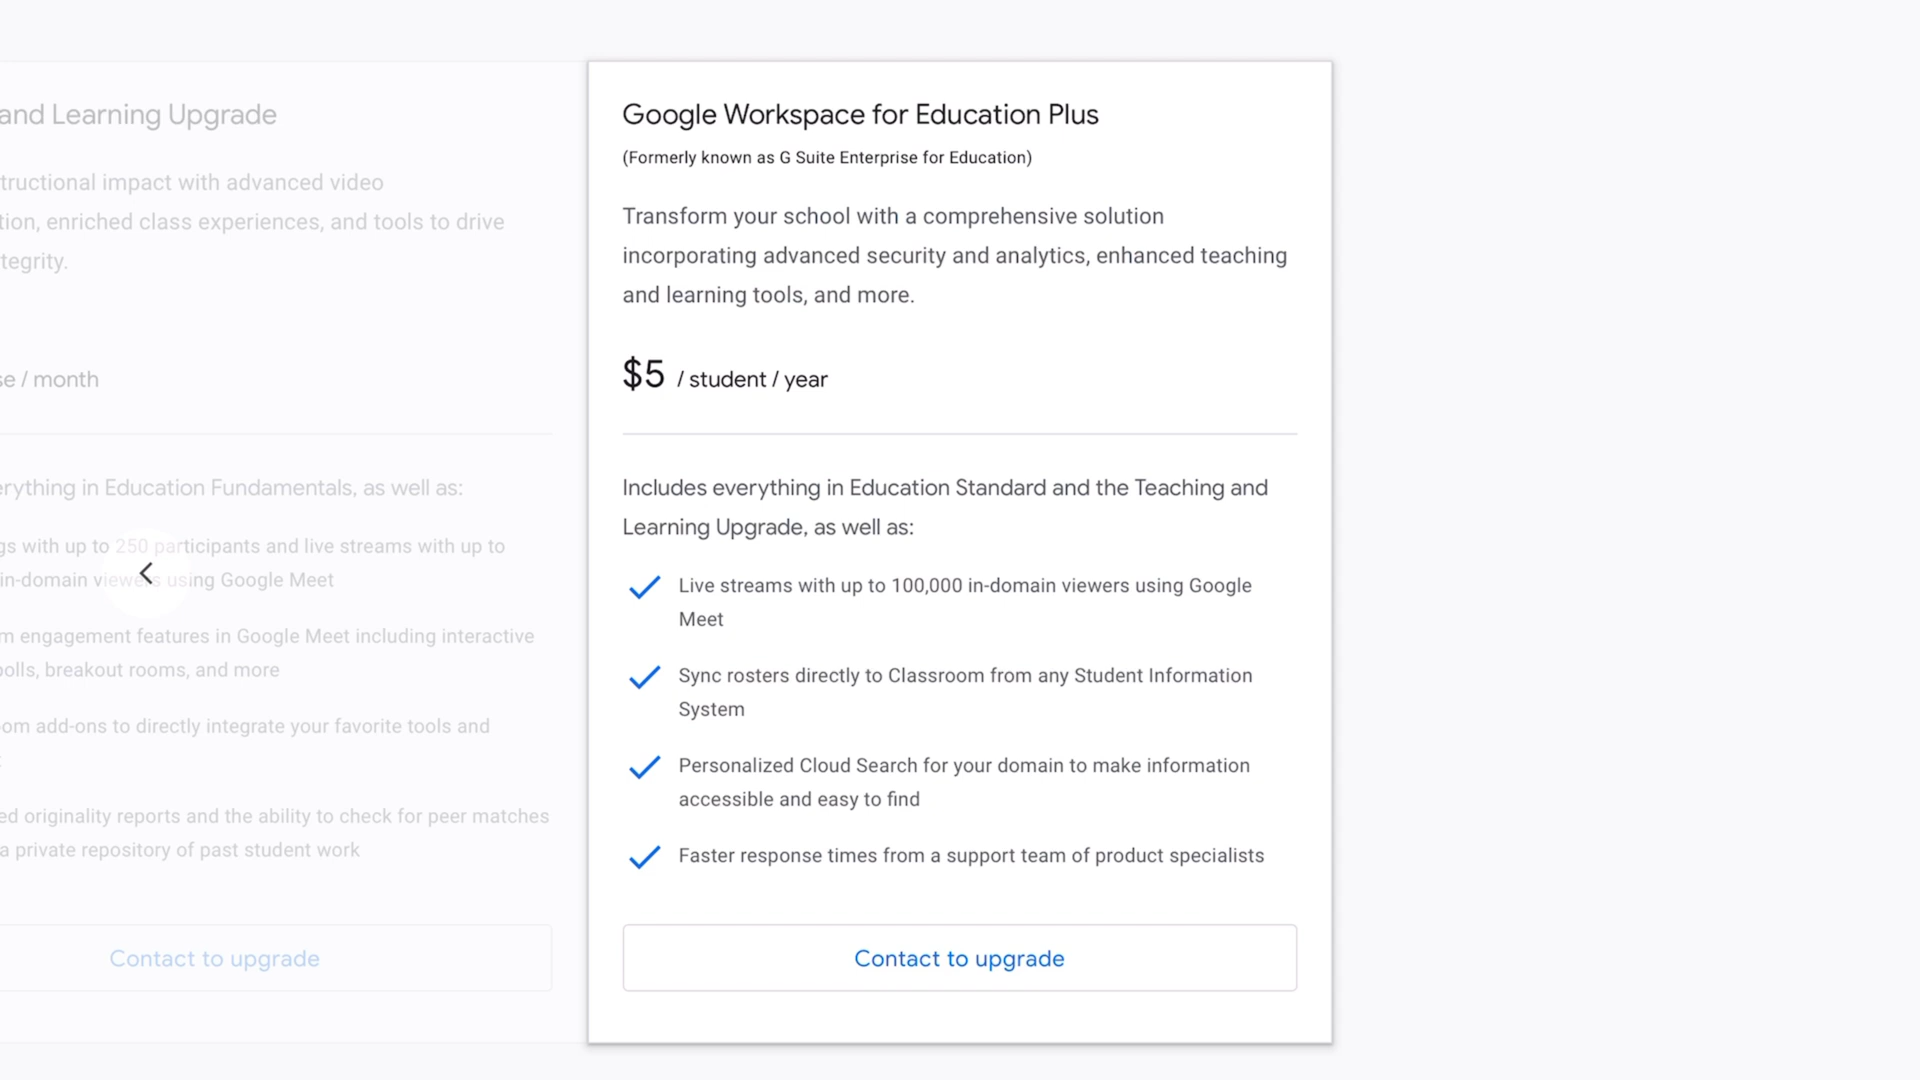 and Learning Upgrade
tructional impact with advanced video
tion, enriched class experiences, and tools to drive
tegrity.
se / month
erything in Education Fundamentals, as well as:
gs with up to 250 participants and live streams with up to
in-domain viewers using Google Meet
m engagement features in Google Meet including interactive
polls, breakout rooms, and more
om add-ons to directly integrate your favorite tools and
ed originality reports and the ability to check for peer matches
a private repository of past student work
Contact to upgrade
Google Workspace for Education Plus
(Formerly known as G Suite Enterprise for Education)
Transform your school with a comprehensive solution
incorporating advanced security and analytics, enhanced teaching
and learning tools, and more.
$5 / student / year
Includes everything in Education Standard and the Teaching and
Learning Upgrade, as well as:
Live streams with up to 100,000 in-domain viewers using Google
Meet
Sync rosters directly to Classroom from any Student Information
System
Personalized Cloud Search for your domain to make information
accessible and easy to find
Faster response times from a support team of product specialists
Contact to upgrade